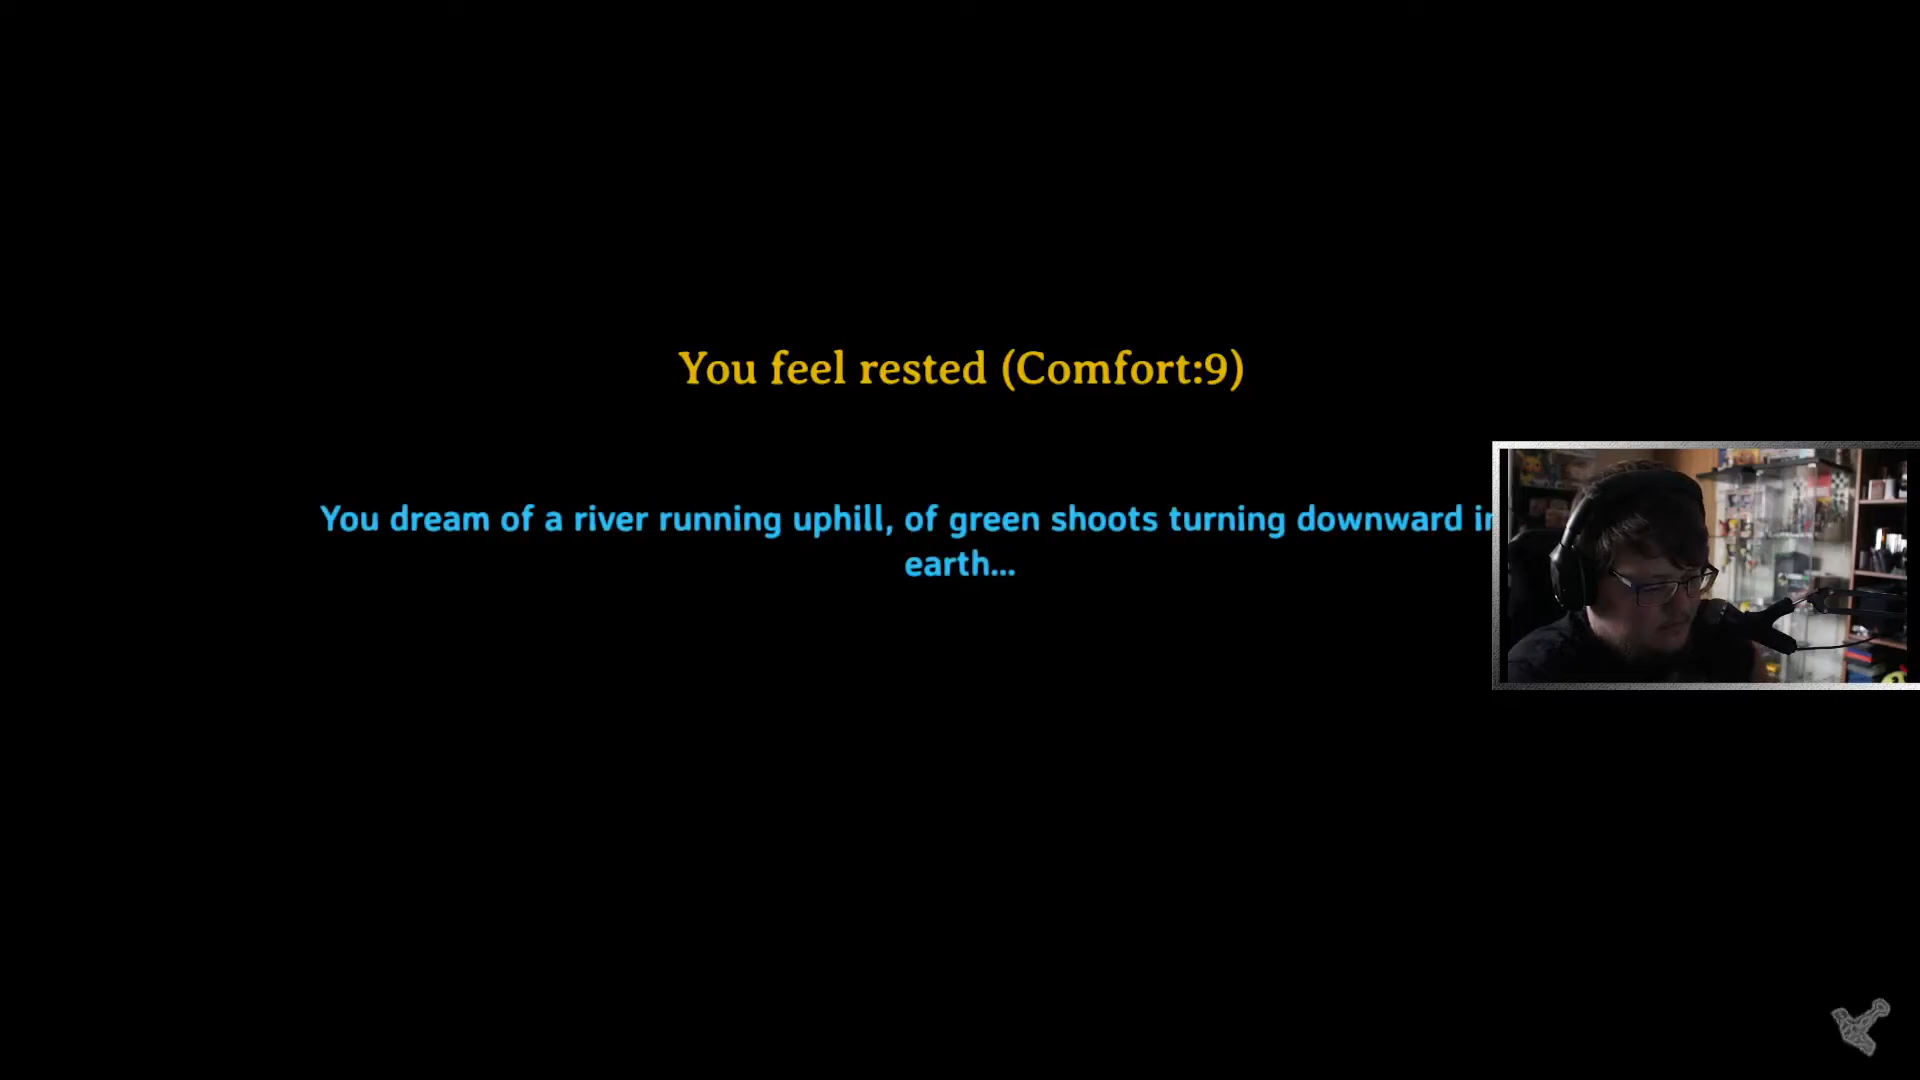 You feel rested (Comfort:9)
You dream of a river running uphill, of green shoots turning downward
earth...